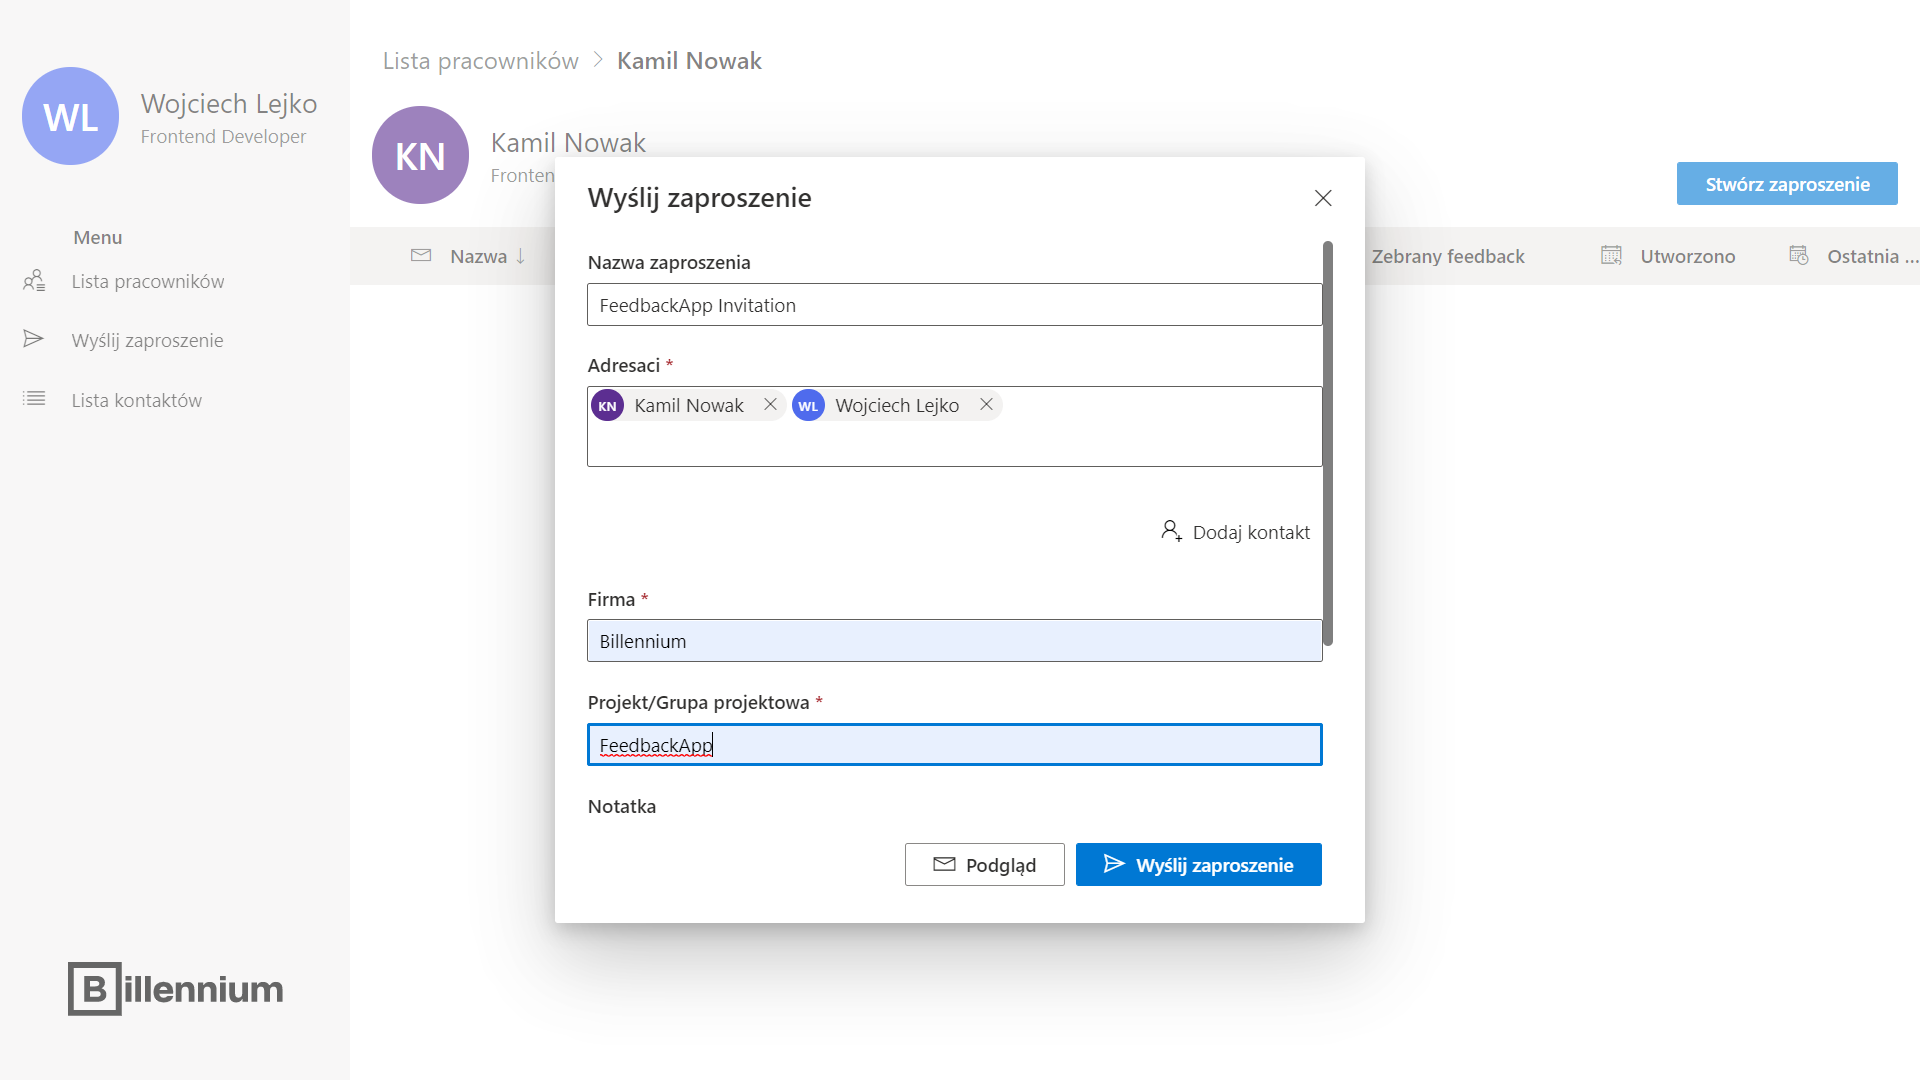 WL
Wojciech Lejko
Frontend Developer
Menu
Lista pracowników
Wyślij zaproszenie
Lista kontaktów
Billennium
Lista pracowników > Kamil Nowak
KN
Kamil Nowak
Fronten
Stwórz zaproszenie
Nazwa ↓
Zebrany feedback
Utworzono
Ostatnia ...
Wyślij zaproszenie
Nazwa zaproszenia
FeedbackApp Invitation
Adresaci *
KN Kamil Nowak WL Wojciech Lejko
Dodaj kontakt
Firma *
Billennium
Projekt/Grupa projektowa *
FeedbackApp
Notatka
Podgląd
Wyślij zaproszenie